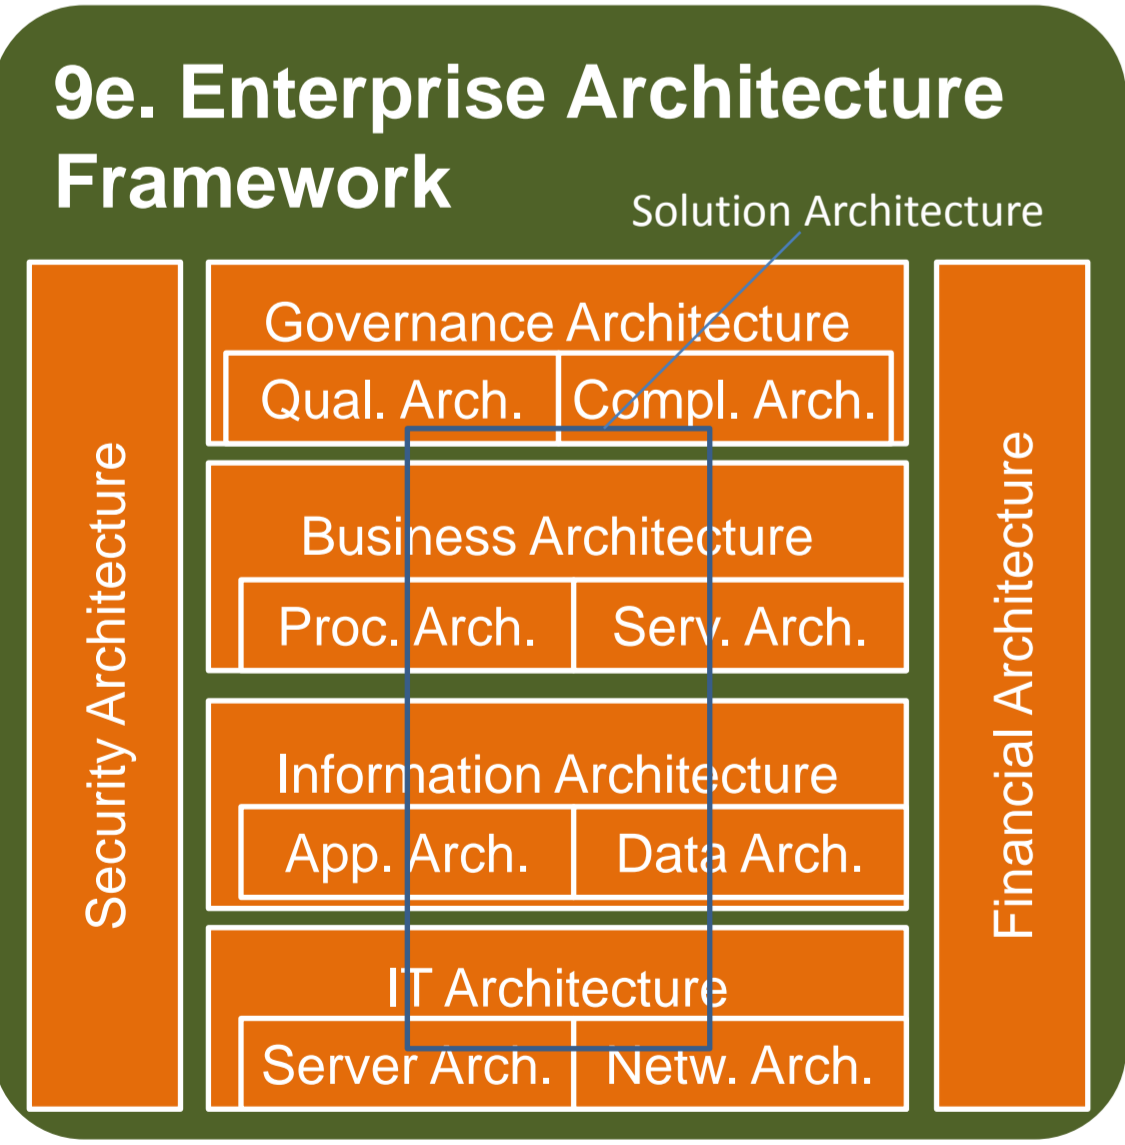 9e. Enterprise Architecture
Framework
Solution Architecture
Security Architecture
Governance Architecture
Qual. Arch.
Compl. Arch.
Business Architecture
Proc. Arch.
Serv. Arch.
Information Architecture
App. Arch.
Data Arch.
IT Architecture
Server Arch.
Netw. Arch.
Financial Architecture